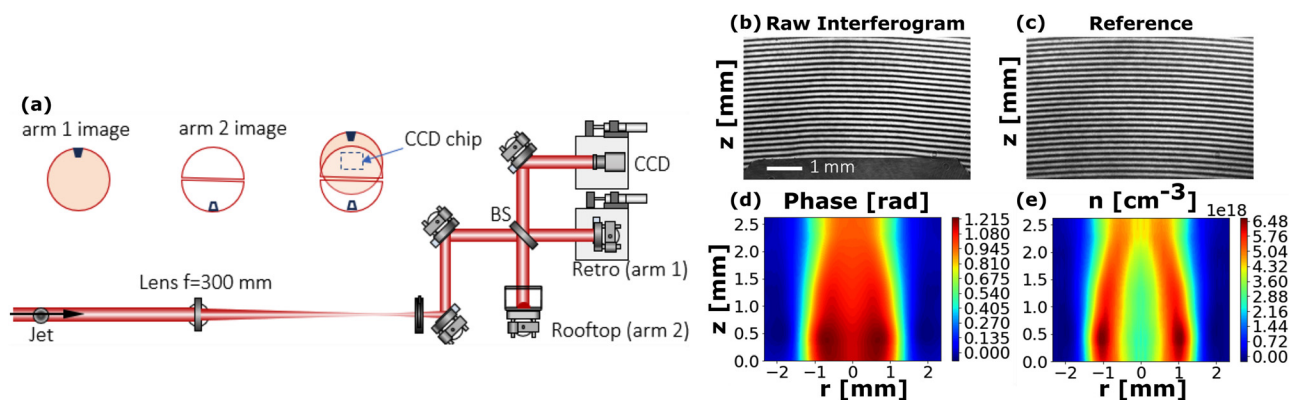 (a)
arm 1 image
arm 2 image
CCD chip
CCD
BS
Retro (arm 1)
Lens f=300 mm
Rooftop (arm 2)
Jet
(b) Raw Interferogram
z [mm]
1 mm
(c) Reference
z [mm]
(d) Phase [rad]
z [mm]
2.5
2.0
1.5
1.0
0.5
0.0
−2 −1 0 1 2
r [mm]
1.215
1.080
0.945
0.810
0.675
0.540
0.405
0.270
0.135
0.000
(e) n [cm-3]
1e18
z [mm]
2.5
2.0
1.5
1.0
0.5
0.0
−2 −1 0 1 2
r [mm]
6.48
5.76
5.04
4.32
3.60
2.88
2.16
1.44
0.72
0.00